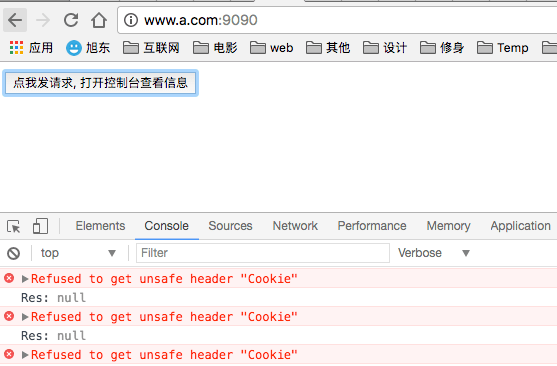 www.a.com:9090
应用 旭东 互联网 电影 web 其他 设计 修身 Temp
点我发请求, 打开控制台查看信息
Elements Console Sources Network Performance Memory Application
top ▼ Filter Verbose ▼
▶Refused to get unsafe header "Cookie"
Res: null
▶Refused to get unsafe header "Cookie"
Res: null
▶Refused to get unsafe header "Cookie"